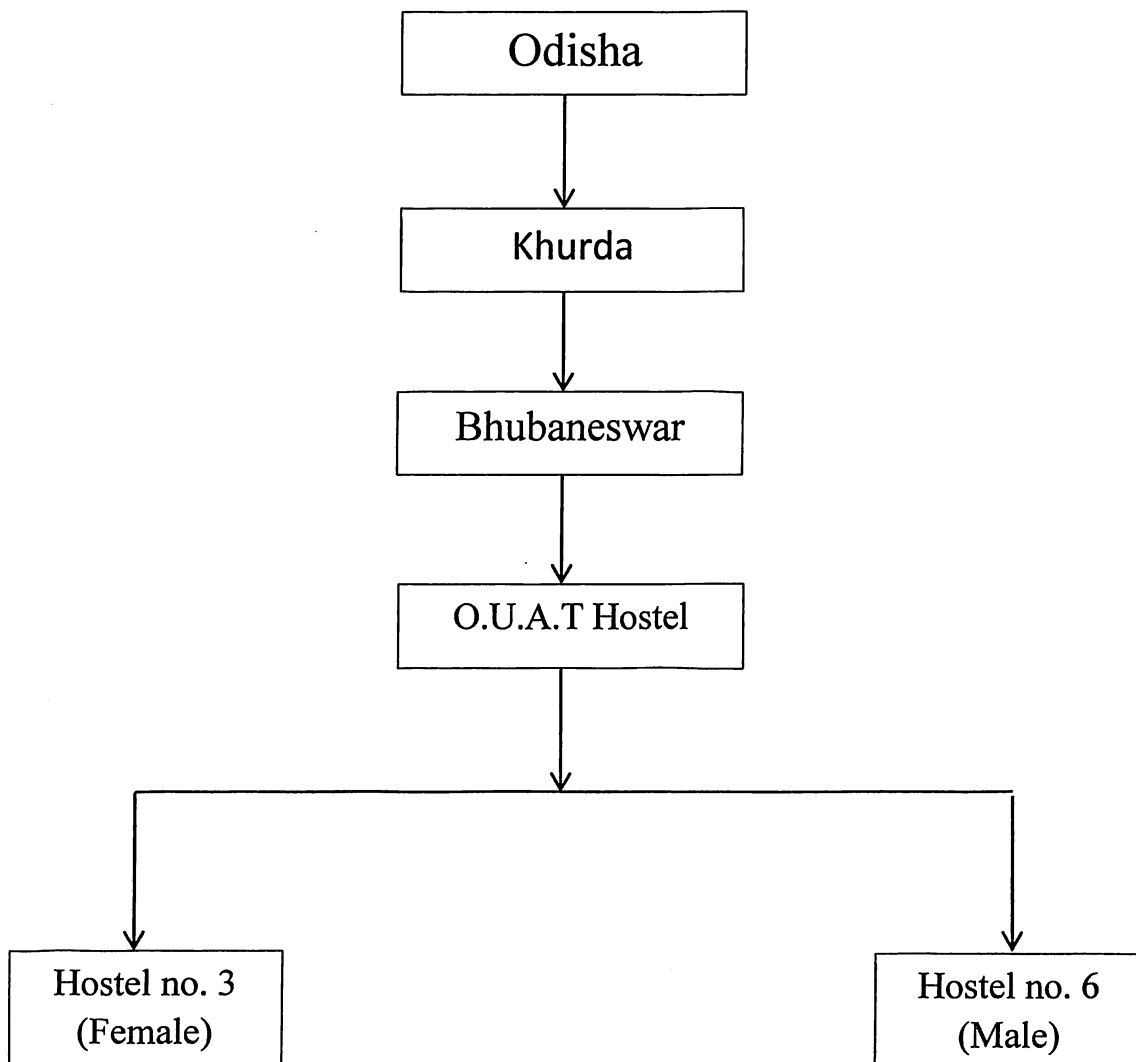 Odisha
Khurda
Bhubaneswar
O.U.A.T Hostel
Hostel no. 3
(Female)
Hostel no. 6
(Male)